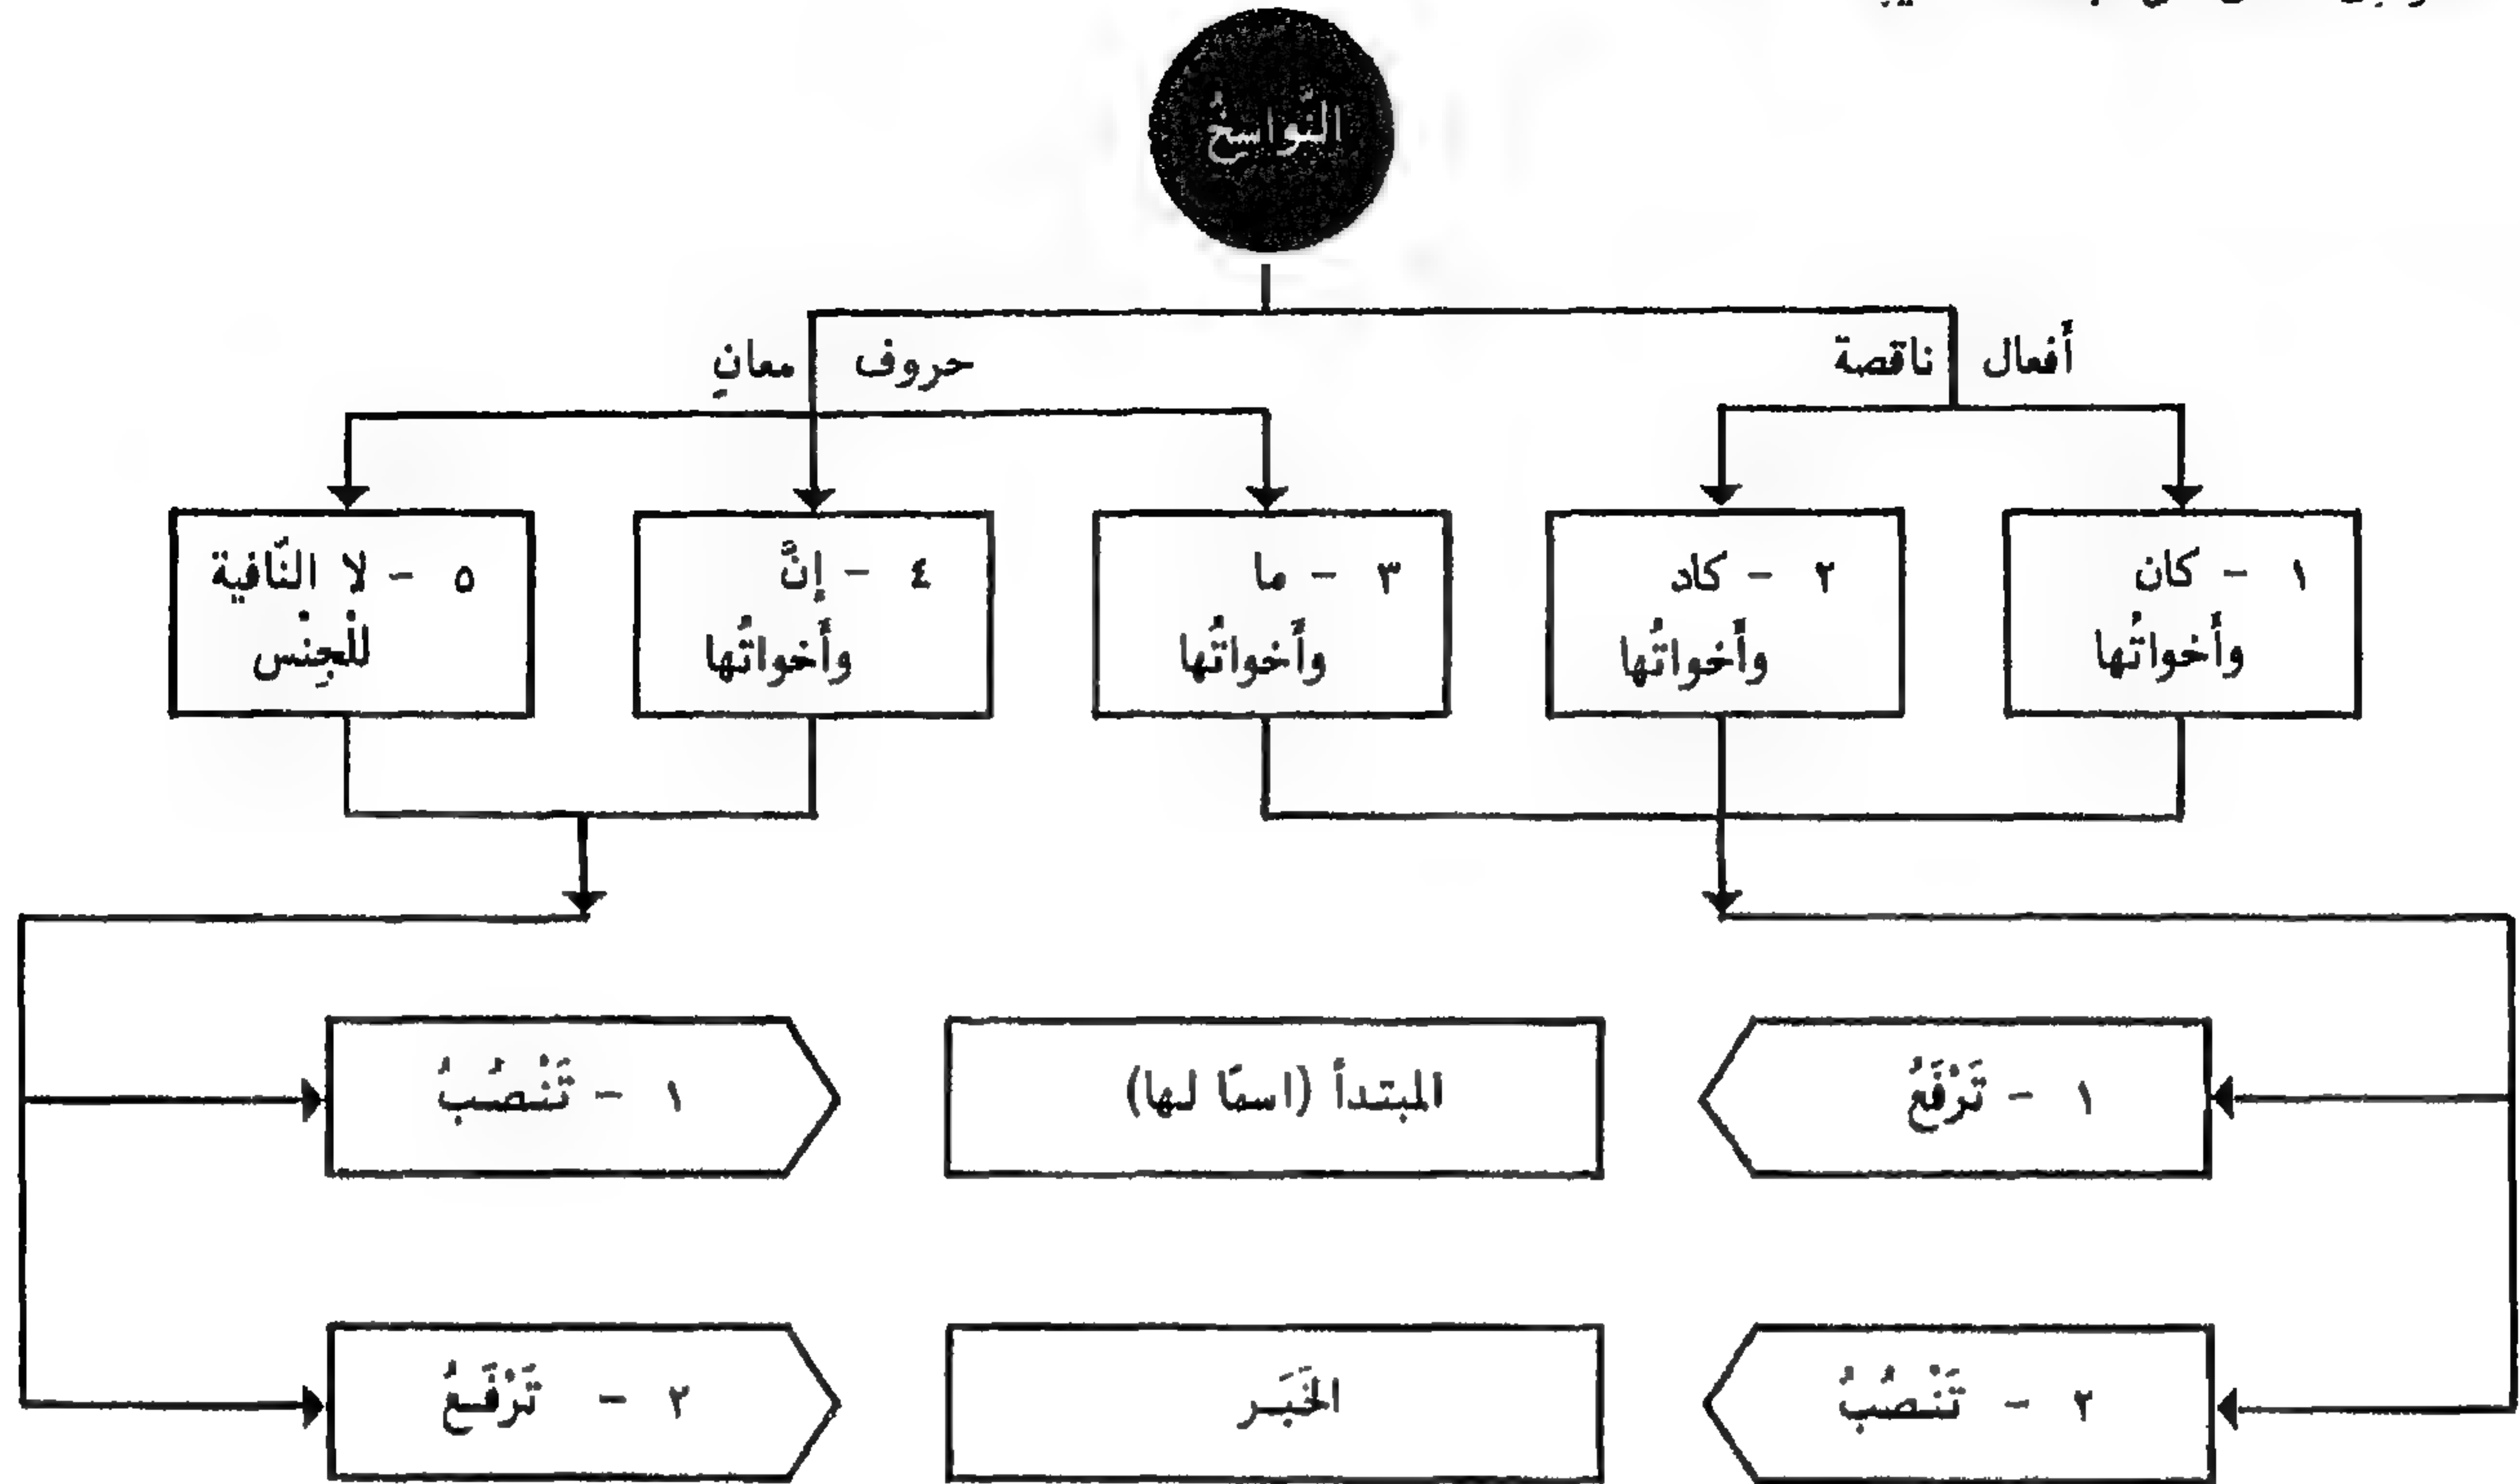 النَّواسخُ
أفعال ناقصة
حروف معانٍ
١ - كان
وأخواتُها
٢ - كاد
وأخواتُها
٣ - ما
وأخواتُها
٤ - إنَّ
وأخواتُها
٥ - لا النَّافية
للْجِنْس
١ - تَرْفَعُ
المبتدأ (اسمًا لها)
١ - تَنْصُبُ
٢ - تَنْصُبُ
الخَبَر
٢ - تَرْفَعُ